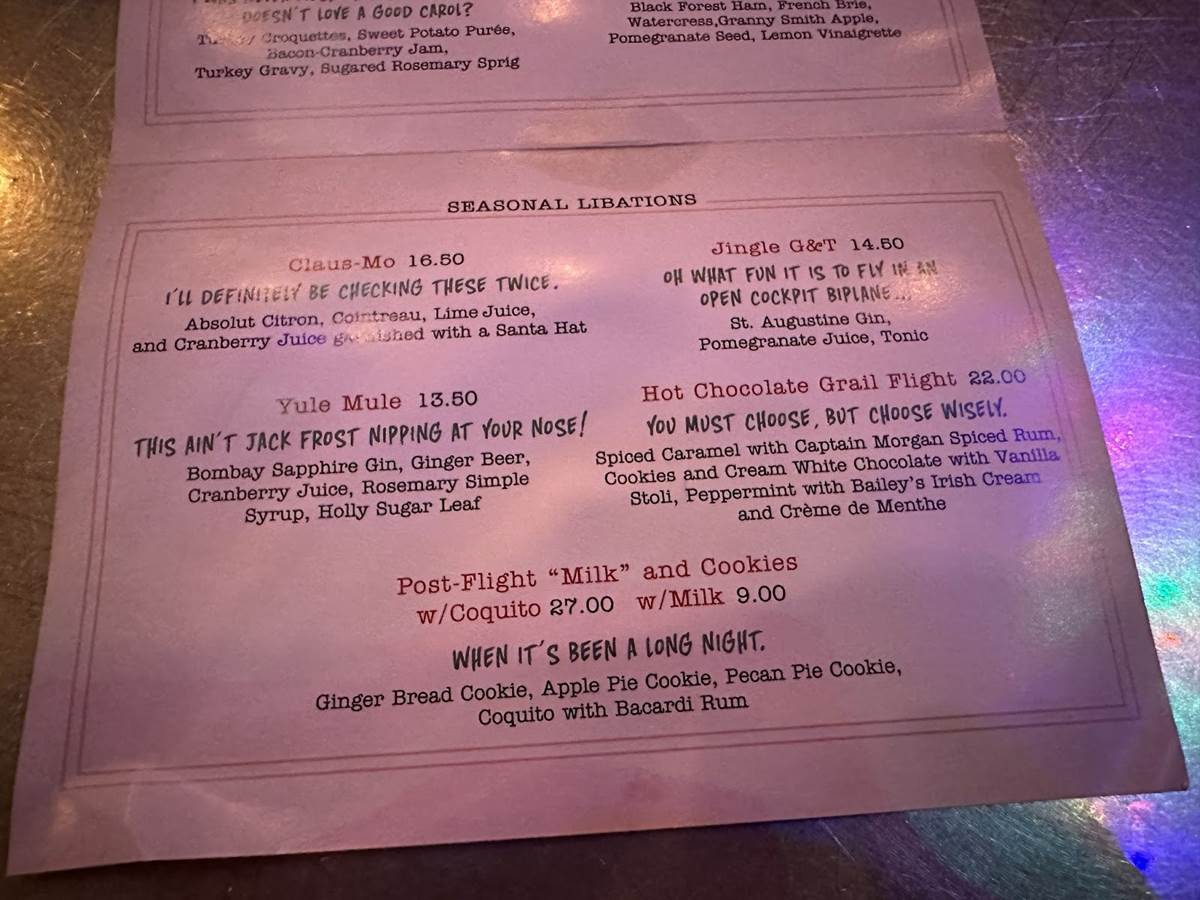 DOESN'T LOVE A GOOD CAROL?
Croquettes, Sweet Potato Purée,
Bacon-Cranberry Jam,
Turkey Gravy, Sugared Rosemary Sprig
Black Forest Ham, French Brie,
Watercress,Granny Smith Apple,
Pomegranate Seed, Lemon Vinaigrette
SEASONAL LIBATIONS
Claus-Mo 16.50
I'LL DEFINITELY BE CHECKING THESE TWICE.
Absolut Citron, Cointreau, Lime Juice,
and Cranberry Juice garnished with a Santa Hat
Jingle G&T 14.50
OH WHAT FUN IT IS TO FLY IN AN
OPEN COCKPIT BIPLANE...
St. Augustine Gin,
Pomegranate Juice, Tonic
Yule Mule 13.50
THIS AIN'T JACK FROST NIPPING AT YOUR NOSE!
Bombay Sapphire Gin, Ginger Beer,
Cranberry Juice, Rosemary Simple
Syrup, Holly Sugar Leaf
Hot Chocolate Grail Flight 22.00
YOU MUST CHOOSE, BUT CHOOSE WISELY.
Spiced Caramel with Captain Morgan Spiced Rum,
Cookies and Cream White Chocolate with Vanilla
Stoli, Peppermint with Bailey's Irish Cream
and Crème de Menthe
Post-Flight "Milk" and Cookies
w/Coquito 27.00 w/Milk 9.00
WHEN IT'S BEEN A LONG NIGHT.
Ginger Bread Cookie, Apple Pie Cookie, Pecan Pie Cookie,
Coquito with Bacardi Rum